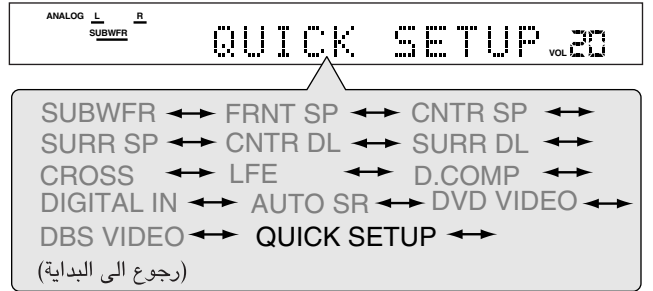 ANALOG L R
SUBWFR
QUICK SETUP VOL 20
SUBWFR ↔ FRNT SP ↔ CNTR SP ↔
SURR SP ↔ CNTR DL ↔ SURR DL ↔
CROSS ↔ LFE ↔ D.COMP ↔
DIGITAL IN ↔ AUTO SR ↔ DVD VIDEO ↔
DBS VIDEO ↔ QUICK SETUP ↔
(رجوع الى البداية)